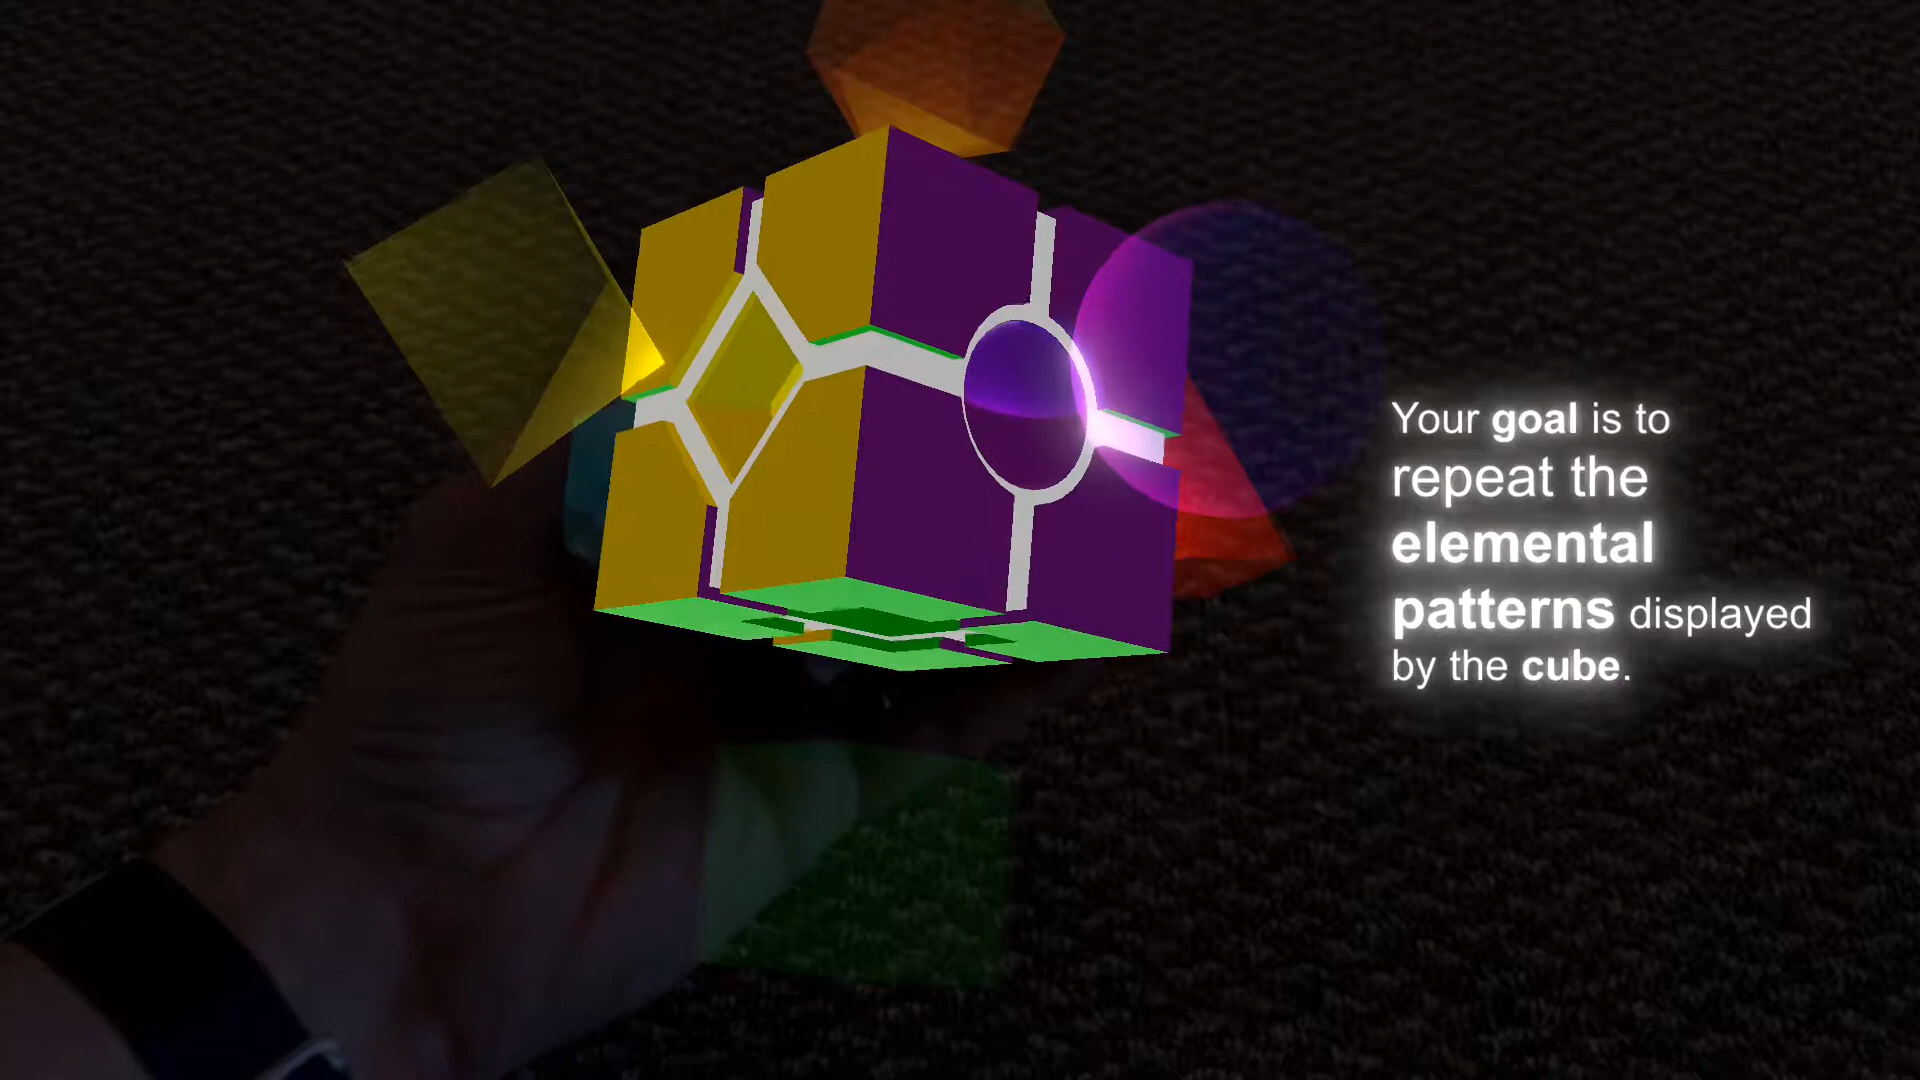 Your goal is to
repeat the
elemental
patterns displayed
by the cube.